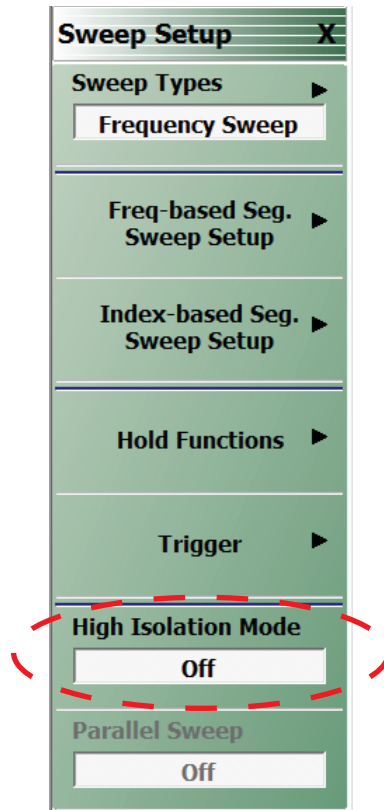 Sweep Setup X
Sweep Types
Frequency Sweep
Freq-based Seg.
Sweep Setup
Index-based Seg.
Sweep Setup
Hold Functions
Trigger
High Isolation Mode
Off
Parallel Sweep
Off